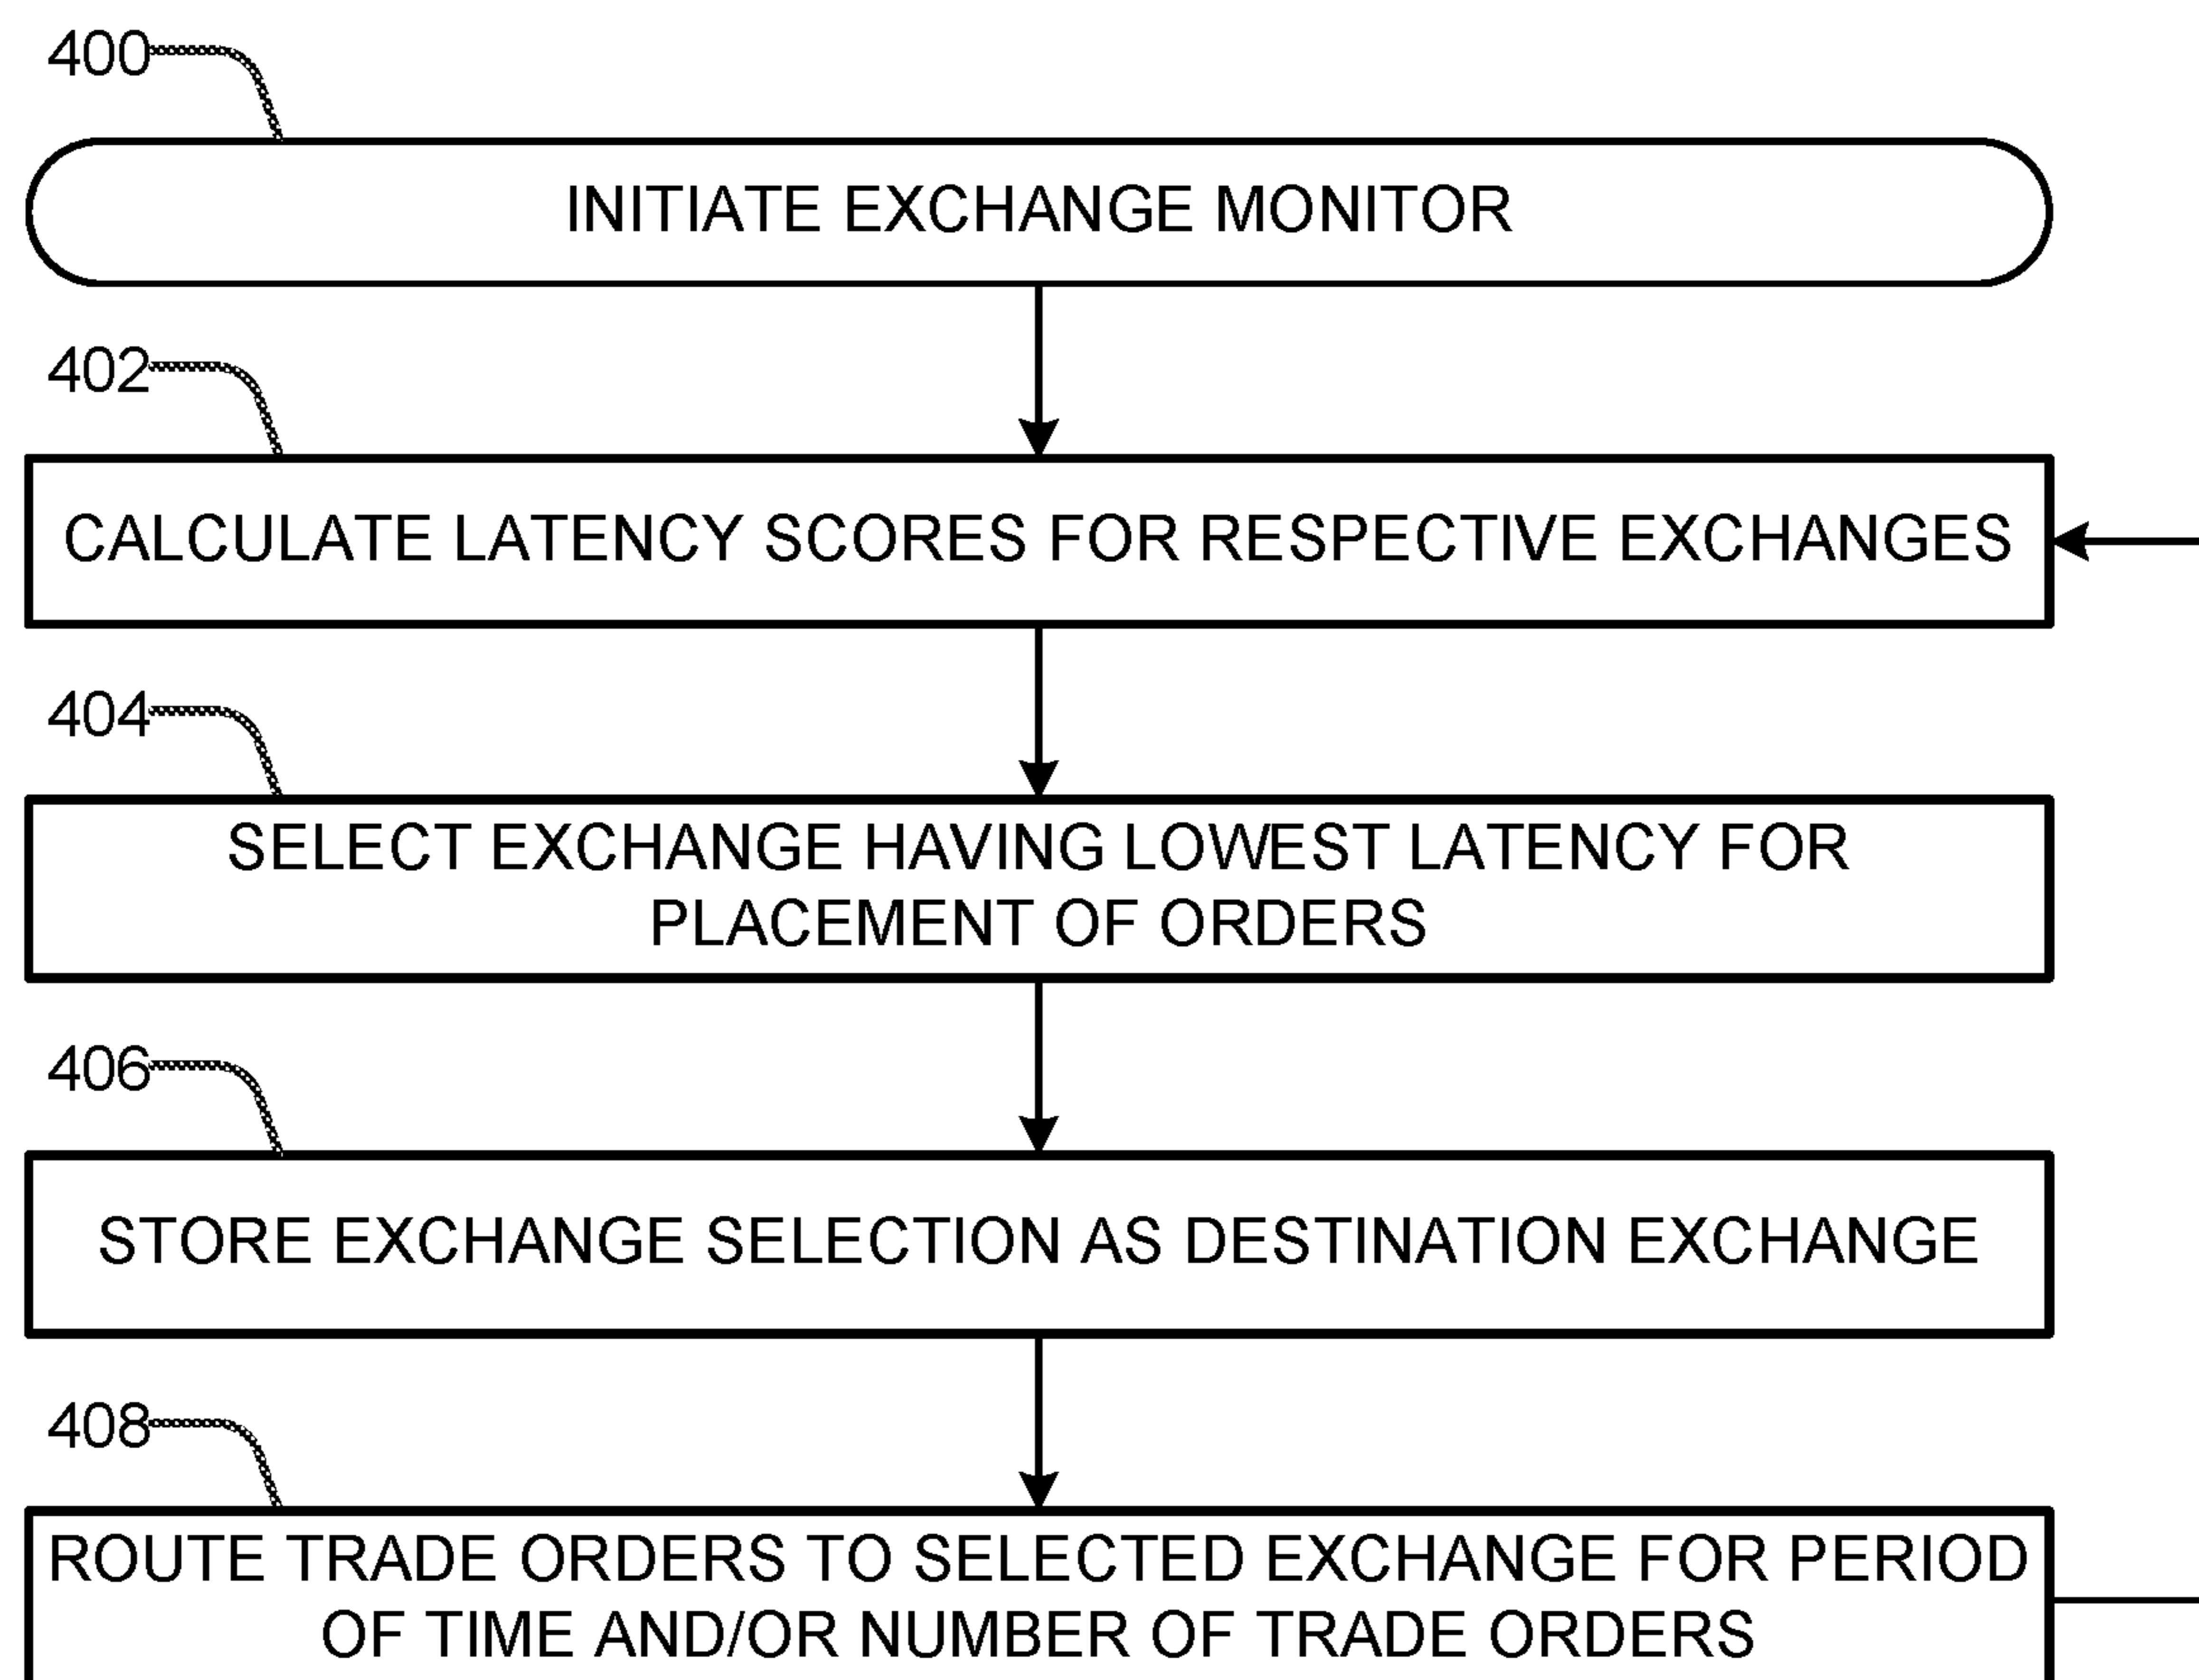 400
INITIATE EXCHANGE MONITOR
402
CALCULATE LATENCY SCORES FOR RESPECTIVE EXCHANGES
404
SELECT EXCHANGE HAVING LOWEST LATENCY FOR
PLACEMENT OF ORDERS
406
STORE EXCHANGE SELECTION AS DESTINATION EXCHANGE
408
ROUTE TRADE ORDERS TO SELECTED EXCHANGE FOR PERIOD
OF TIME AND/OR NUMBER OF TRADE ORDERS